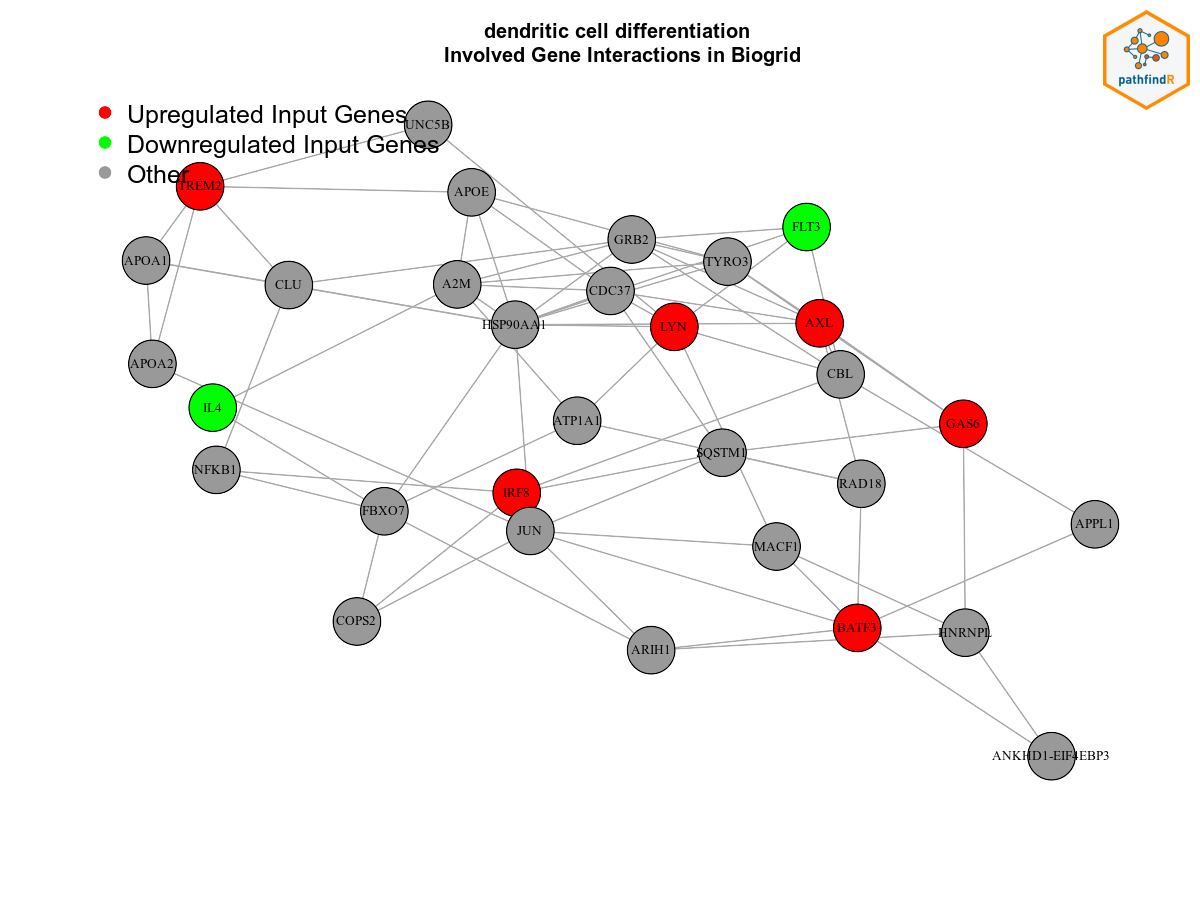 dendritic cell differentiation
Involved Gene Interactions in Biogrid
pathfindR
Upregulated Input Genes
Downregulated Input Genes
Other
UNC5B
TREM2
APOE
FLT3
GRB2
APOA1
TYRO3
CLU
A2M
CDC37
HSP90AA1
LYN
AXL
APOA2
CBL
IL4
ATP1A1
GAS6
SQSTM1
NFKB1
RAD18
IRF8
FBXO7
JUN
APPL1
MACF1
COPS2
BATF3
HNRNPL
ARIH1
ANKHD1-EIF4EBP3